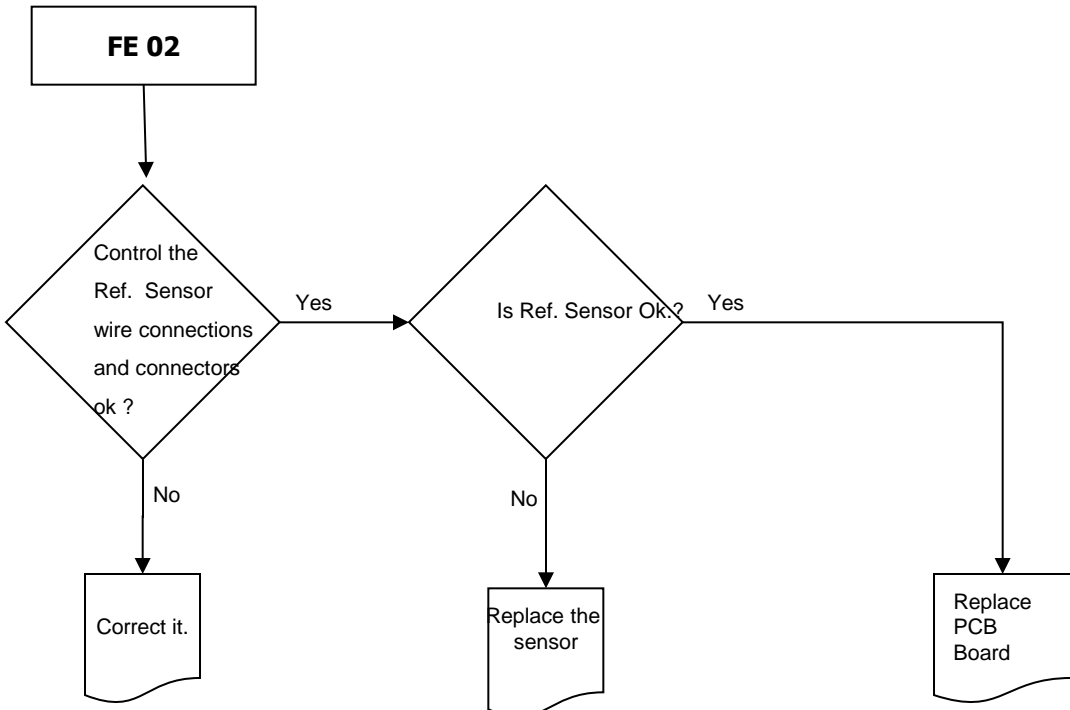 FE 02
Control the
Ref. Sensor
wire connections
and connectors
ok ?
Yes
Is Ref. Sensor Ok.?
Yes
No
No
Correct it.
Replace the
sensor
Replace
PCB
Board